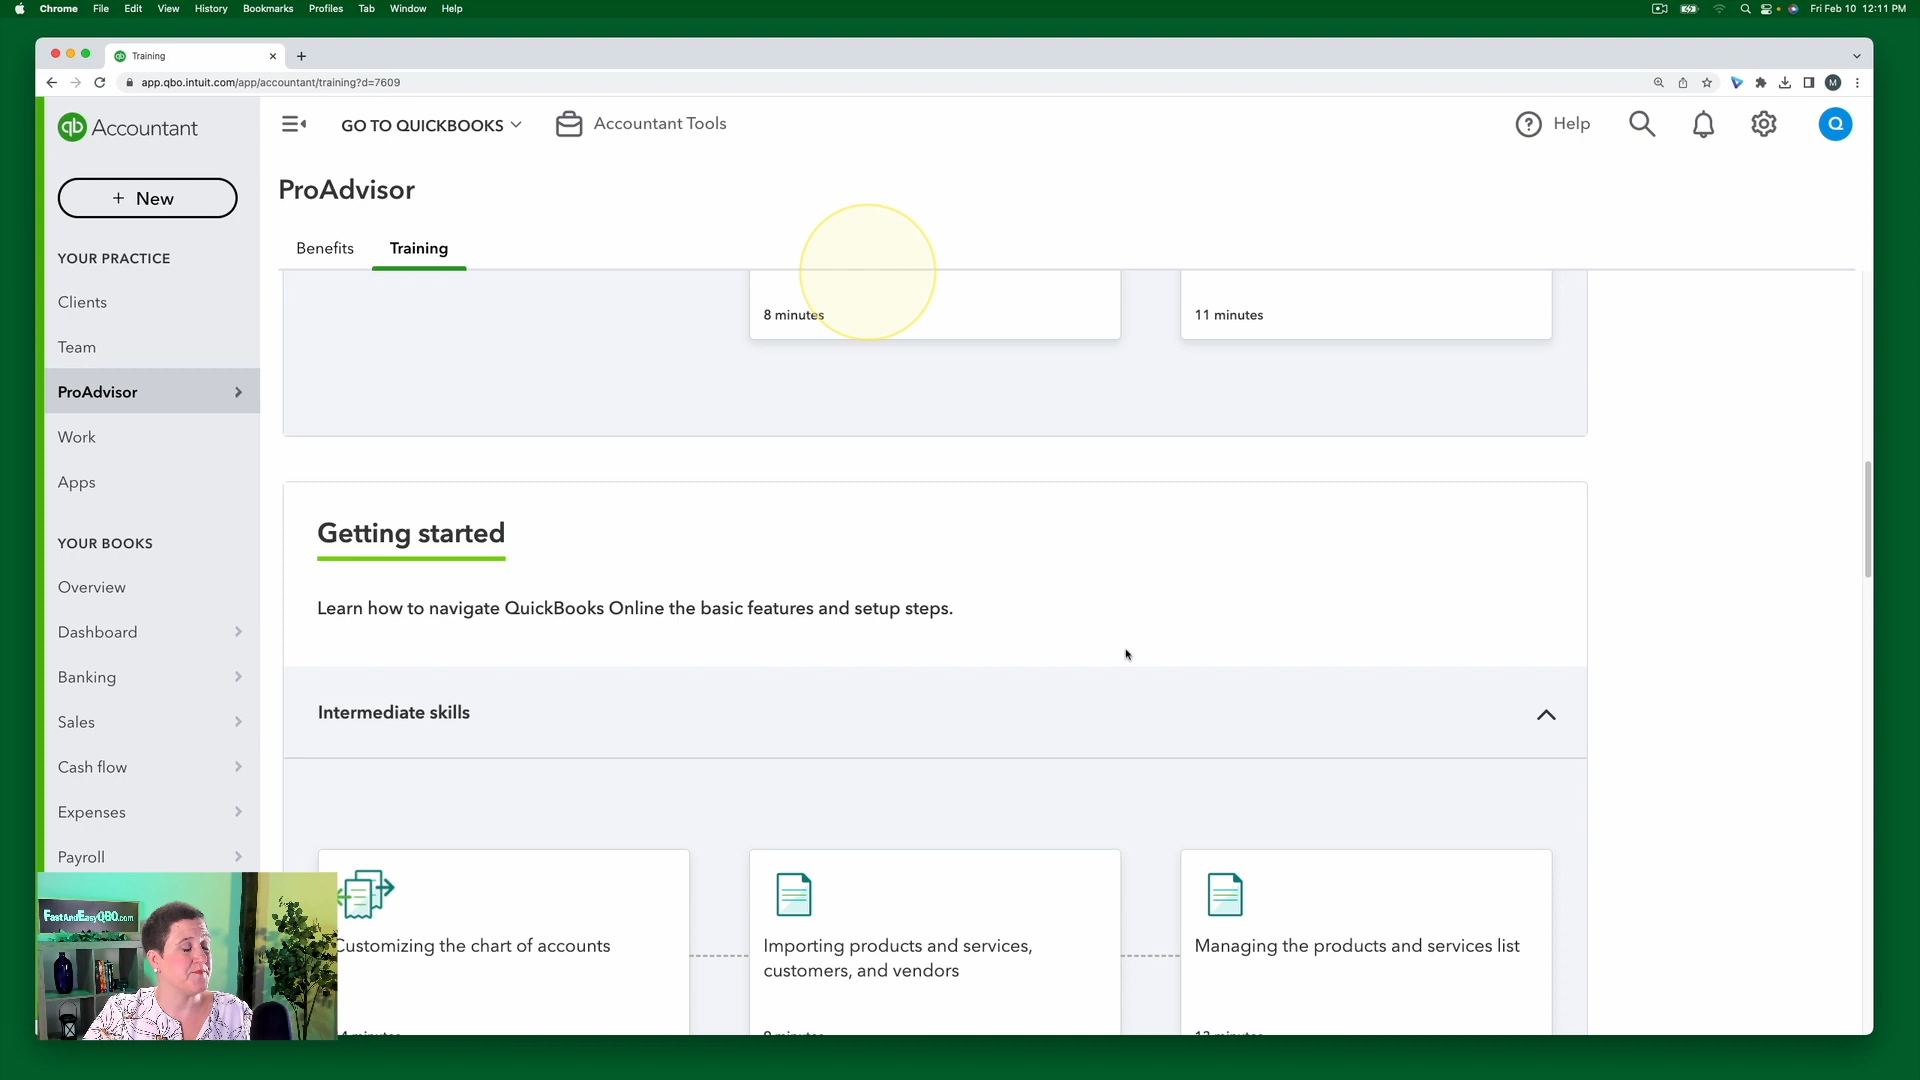 Chrome File Edit View History Bookmarks Profiles Tab Window Help
Fri Feb 10 12:11 PM
Training
app.qbo.intuit.com/app/accountant/training?d=7609
M
qb Accountant
GO TO QUICKBOOKS
Accountant Tools
Help
Q
+ New
ProAdvisor
Benefits
Training
YOUR PRACTICE
Clients
Team
ProAdvisor
Work
Apps
YOUR BOOKS
Overview
Dashboard
Banking
Sales
Cash flow
Expenses
Payroll
8 minutes
11 minutes
Getting started
Learn how to navigate QuickBooks Online the basic features and setup steps.
Intermediate skills
Customizing the chart of accounts
Importing products and services,
customers, and vendors
Managing the products and services list
FastAndEasyQBO.com